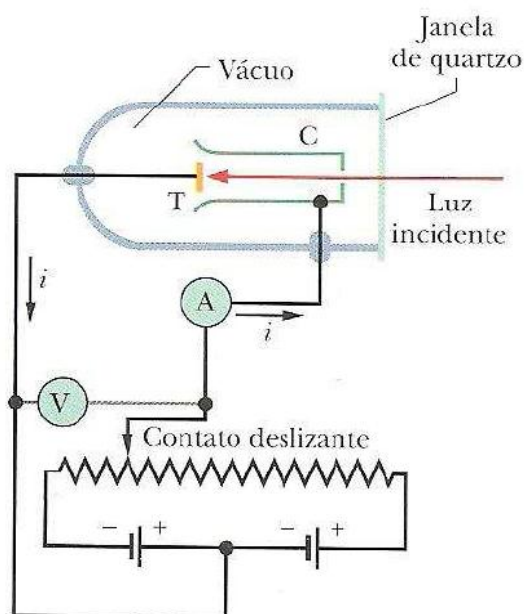 Janela
de quartzo
Vácuo
C
T
Luz
incidente
i
A
i
V
Contato deslizante
− + − +